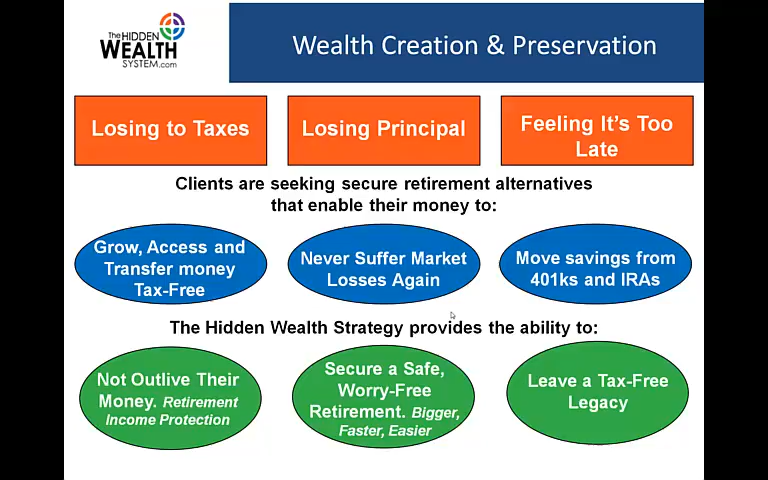 The HIDDEN
WEALTH
SYSTEM.com
Wealth Creation & Preservation
Losing to Taxes
Losing Principal
Feeling It's Too
Late
Clients are seeking secure retirement alternatives
that enable their money to:
Grow, Access and
Transfer money
Tax-Free
Never Suffer Market
Losses Again
Move savings from
401ks and IRAs
The Hidden Wealth Strategy provides the ability to:
Not Outlive Their
Money. Retirement
Income Protection
Secure a Safe,
Worry-Free
Retirement. Bigger,
Faster, Easier
Leave a Tax-Free
Legacy